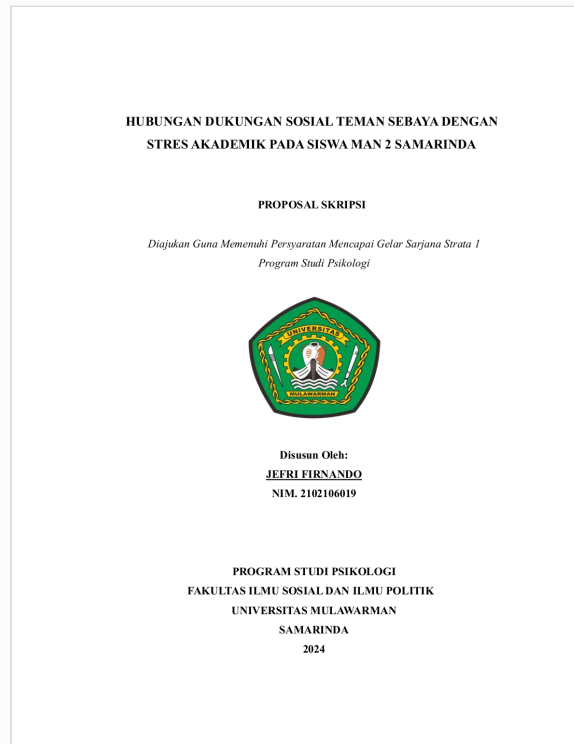 HUBUNGAN DUKUNGAN SOSIAL TEMAN SEBAYA DENGAN
STRES AKADEMIK PADA SISWA MAN 2 SAMARINDA
PROPOSAL SKRIPSI
Diajukan Guna Memenuhi Persyaratan Mencapai Gelar Sarjana Strata 1
Program Studi Psikologi
UNIVERSITAS
MULAWARMAN
Disusun Oleh:
JEFRI FIRNANDO
NIM. 2102106019
PROGRAM STUDI PSIKOLOGI
FAKULTAS ILMU SOSIAL DAN ILMU POLITIK
UNIVERSITAS MULAWARMAN
SAMARINDA
2024